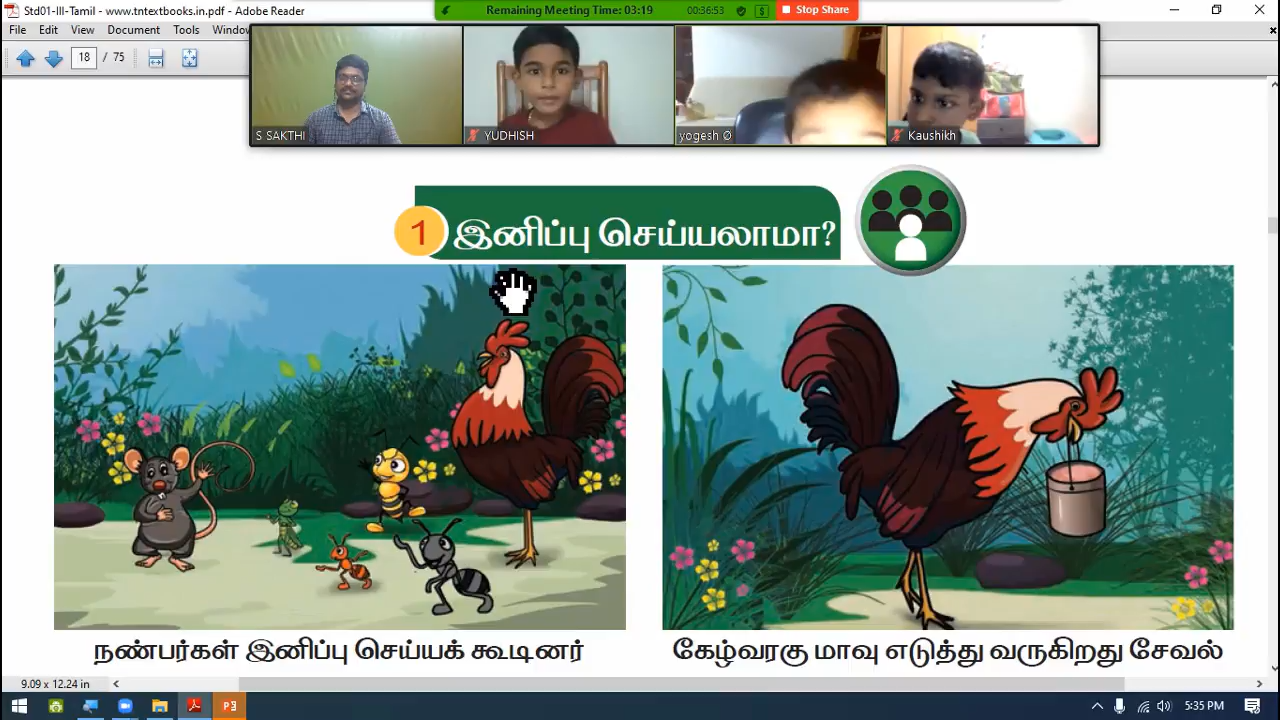 Std01-III-Tamil - www.tntextbooks.in.pdf - Adobe Reader
Remaining Meeting Time: 03:19
00:36:53
Stop Share
File Edit View Document Tools Window
18 / 75
S SAKTHI
YUDHISH
yogesh
Kaushikh
1 இனிப்பு செய்யலாமா?
நண்பர்கள் இனிப்பு செய்யக் கூடினர்
கேழ்வரகு மாவு எடுத்து வருகிறது சேவல்
9.09 x 12.24 in
5:35 PM